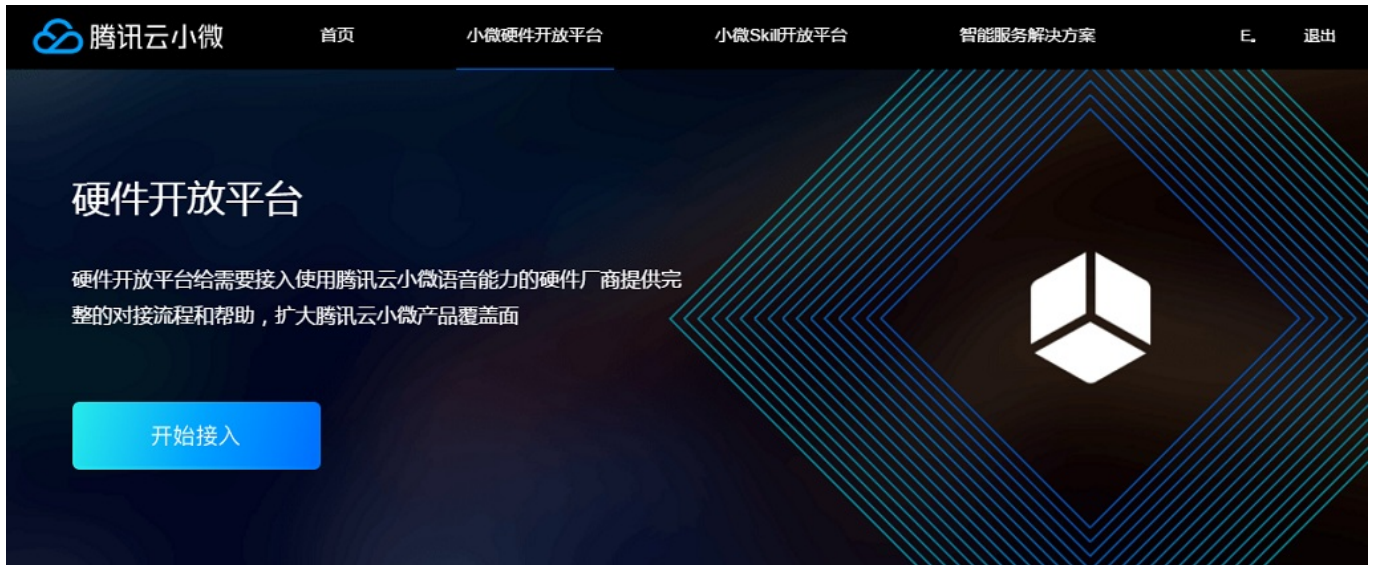 腾讯云小微 首页 小微硬件开放平台 小微Skill开放平台 智能服务解决方案 E. 退出
硬件开放平台
硬件开放平台给需要接入使用腾讯云小微语音能力的硬件厂商提供完
整的对接流程和帮助，扩大腾讯云小微产品覆盖面
开始接入